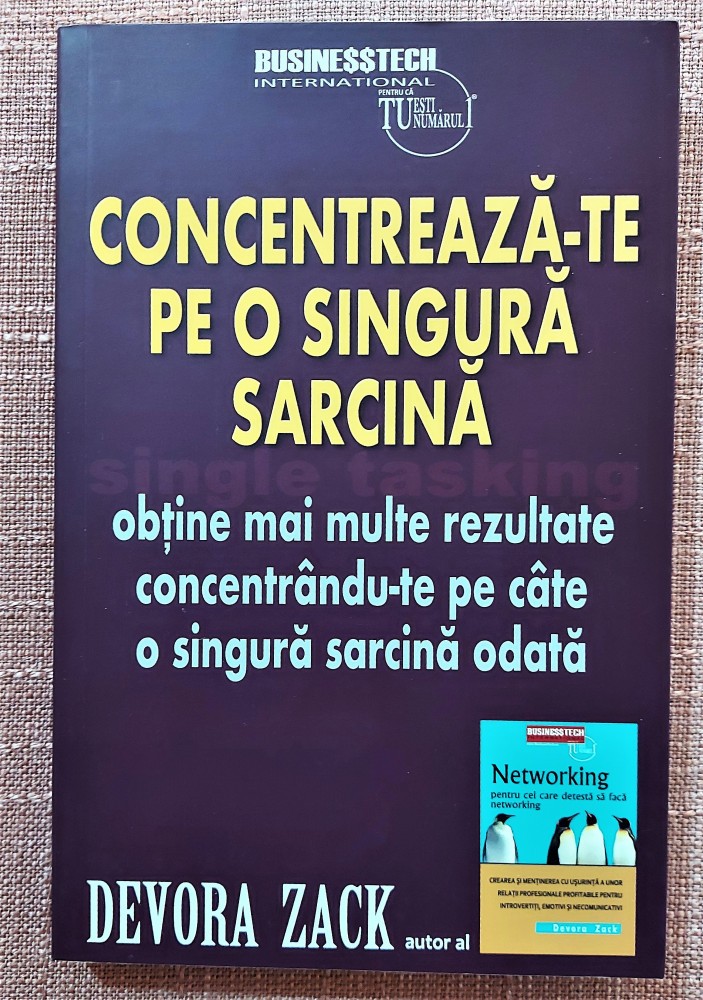 BUSINE$$TECH
INTERNATIONAL
PENTRU CĂ
TU EȘTI
NUMĂRUL 1®
CONCENTREAZĂ-TE
PE O SINGURĂ
SARCINĂ
single tasking
obține mai multe rezultate
concentrându-te pe câte
o singură sarcină odată
BUSINE$$TECH
Networking
pentru cei care detestă să facă
networking
CREAREA ȘI MENȚINEREA CU UȘURINȚĂ A UNOR
RELAȚII PROFESIONALE PROFITABILE PENTRU
INTROVERTIȚI, EMOTIVI ȘI NECOMUNICATIVI
Devora Zack
DEVORA ZACK autor al